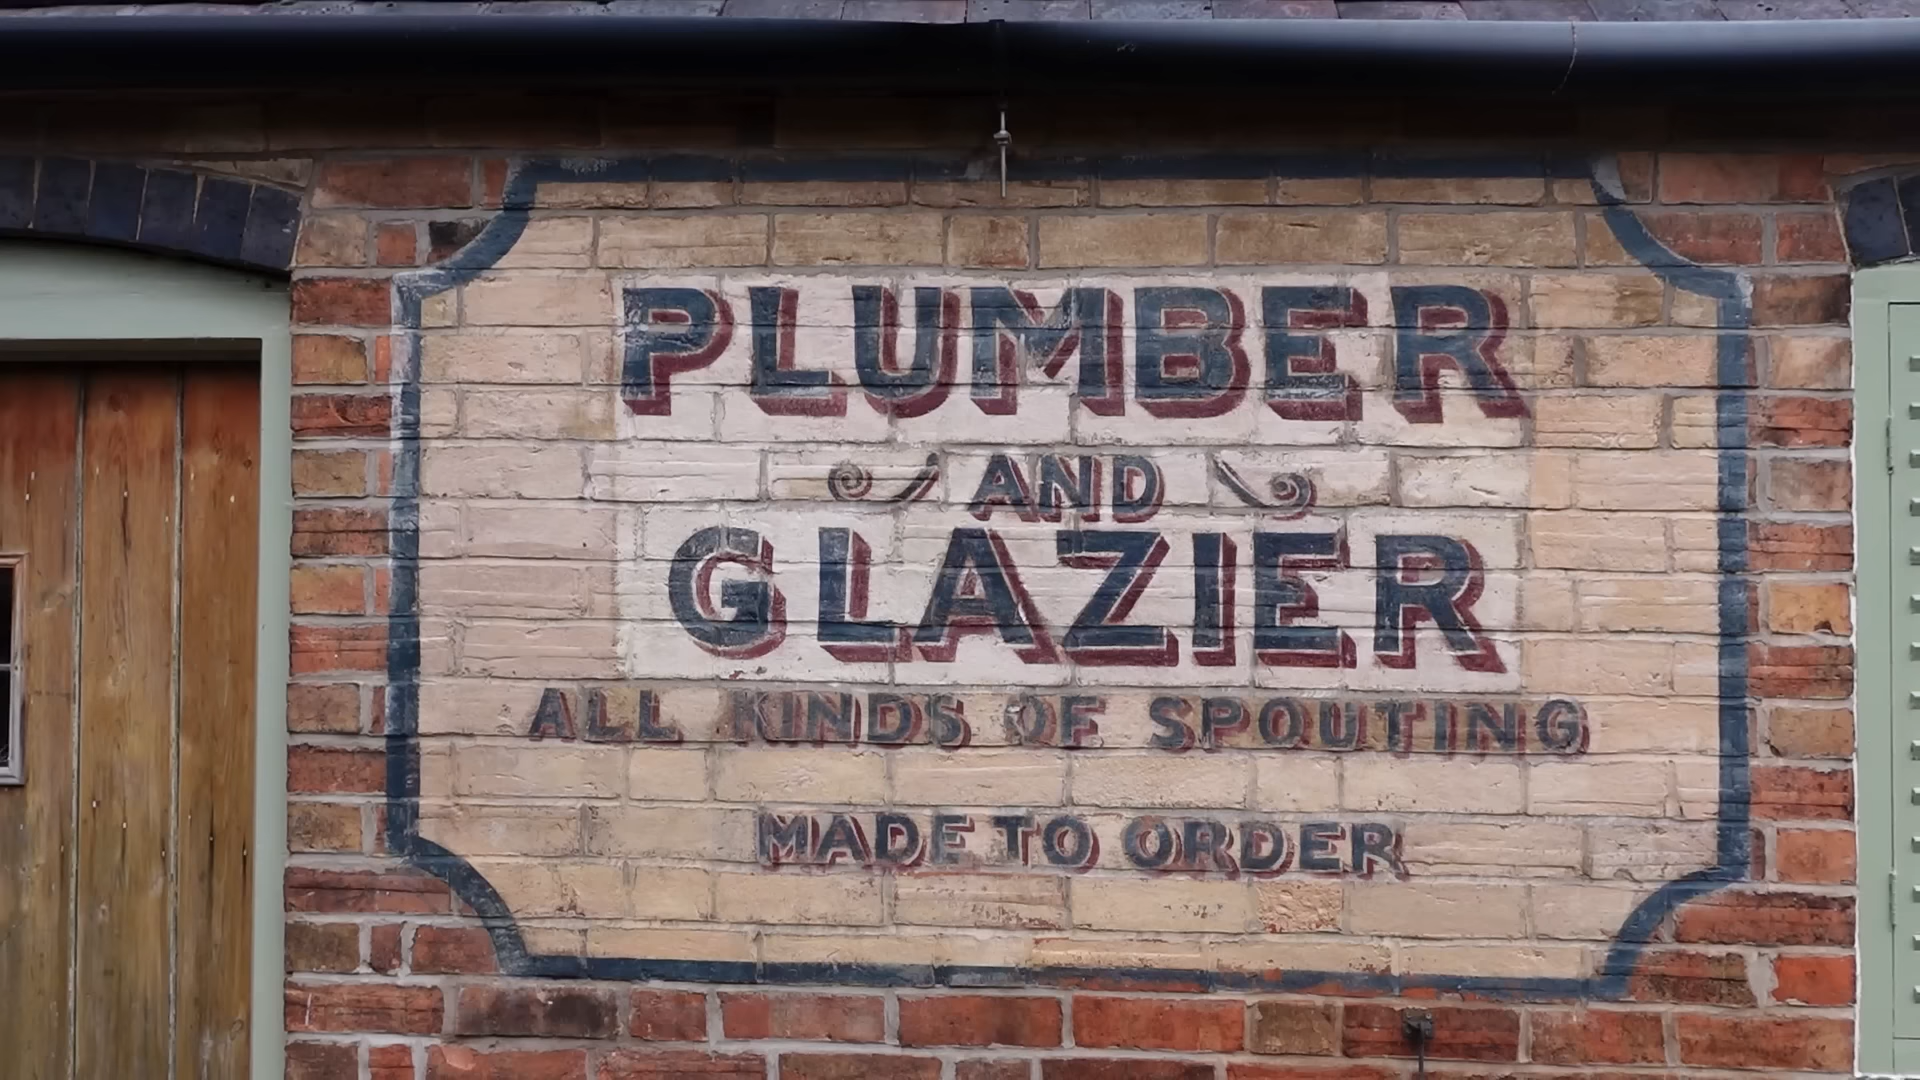 PLUMBER
AND
GLAZIER
ALL KINDS OF SPOUTING
MADE TO ORDER